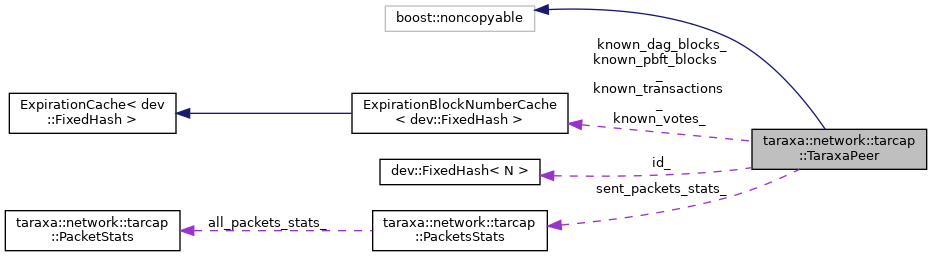 boost::noncopyable
known_dag_blocks_
known_pbft_blocks
_
known_transactions
_
known_votes_
ExpirationCache< dev
::FixedHash >
ExpirationBlockNumberCache
< dev::FixedHash >
taraxa::network::tarcap
::TaraxaPeer
dev::FixedHash< N >
id_
sent_packets_stats_
taraxa::network::tarcap
::PacketStats
all_packets_stats_
taraxa::network::tarcap
::PacketsStats